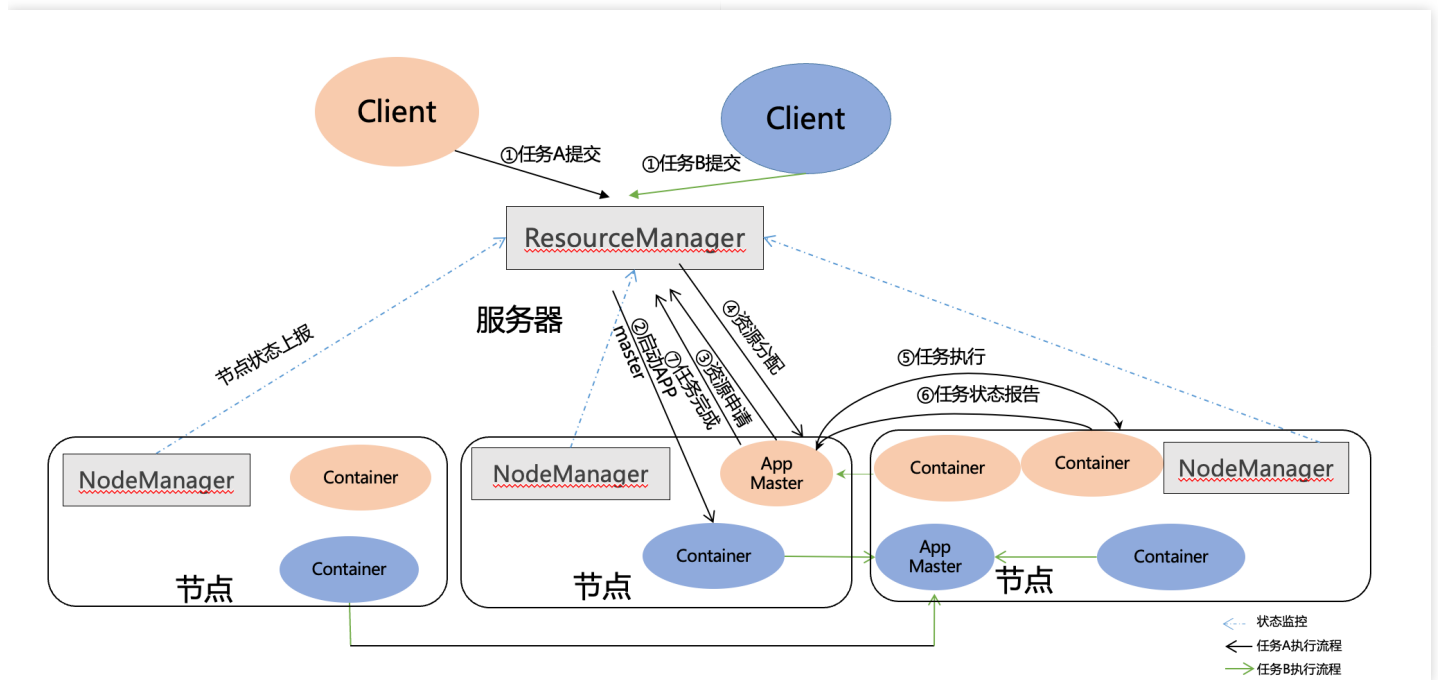 Client
Client
①任务A提交
①任务B提交
ResourceManager
服务器
节点状态上报
②启动APP
master
⑦任务完成
③资源申请
④资源分配
⑤任务执行
⑥任务状态报告
NodeManager
Container
Container
节点
NodeManager
App
Master
Container
节点
Container
Container
NodeManager
App
Master
Container
节点
状态监控
任务A执行流程
任务B执行流程